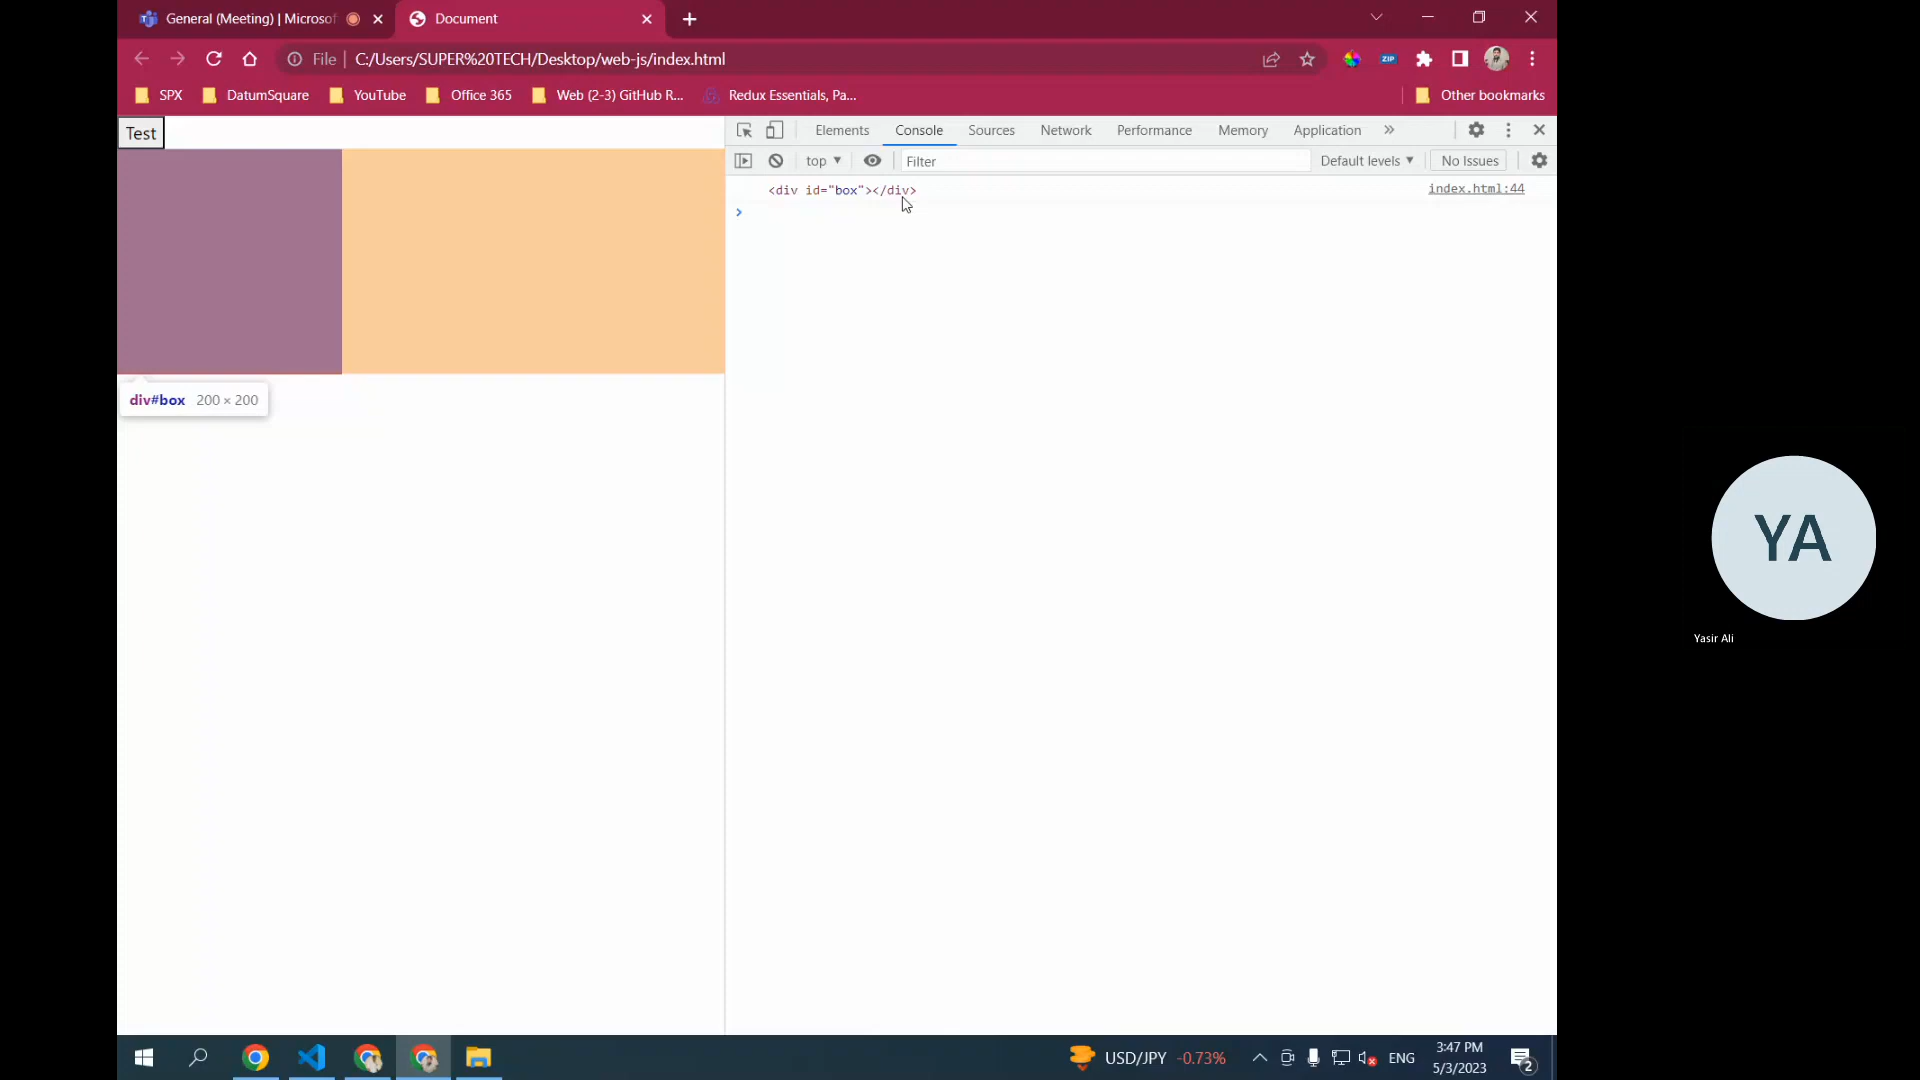 General (Meeting) | Microsof
Document
File
C:/Users/SUPER%20TECH/Desktop/web-js/index.html
ZIP
SPX
DatumSquare
YouTube
Office 365
Web (2-3) GitHub R...
Redux Essentials, Pa...
Other bookmarks
Test
Elements
Console
Sources
Network
Performance
Memory
Application
top
Filter
Default levels
No Issues
<div id="box"></div>
index.html:44
div#box 200 × 200
YA
Yasir Ali
USD/JPY -0.73%
ENG
3:47 PM
5/3/2023
2